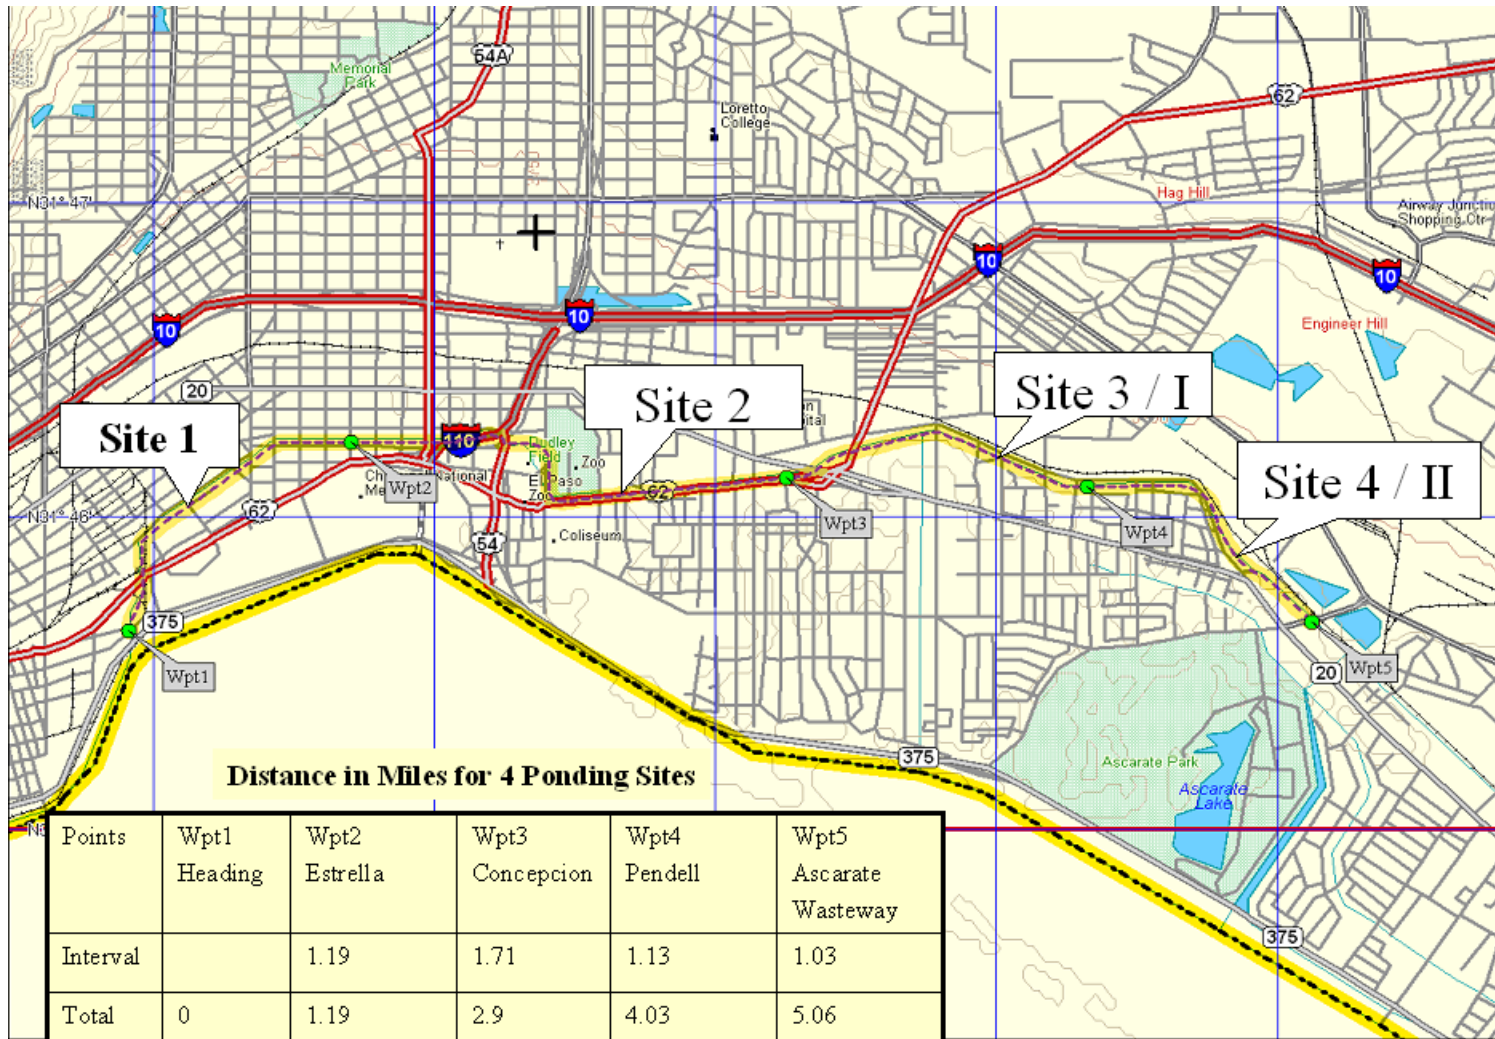 54A
Memorial
Park
62
Loretto
College
N31° 47'
Hag Hill
Airway Junctio
Shopping Ctr
10
10
10
10
Engineer Hill
20
Site 1
Site 2
Site 3 / I
ital
110
Dudley
Field
Zoo
El Paso
Zoo
National
Wpt2
62
62
Site 4 / II
N31° 46'
Wpt3
Wpt4
54
Coliseum
375
Wpt1
Wpt5
20
375
Ascarate Park
Ascarate
Lake
375
Distance in Miles for 4 Ponding Sites
Points Wpt1 Wpt2 Wpt3 Wpt4 Wpt5
Heading Estrella Concepcion Pendell Ascarate
Wasteway
Interval 1.19 1.71 1.13 1.03
Total 0 1.19 2.9 4.03 5.06